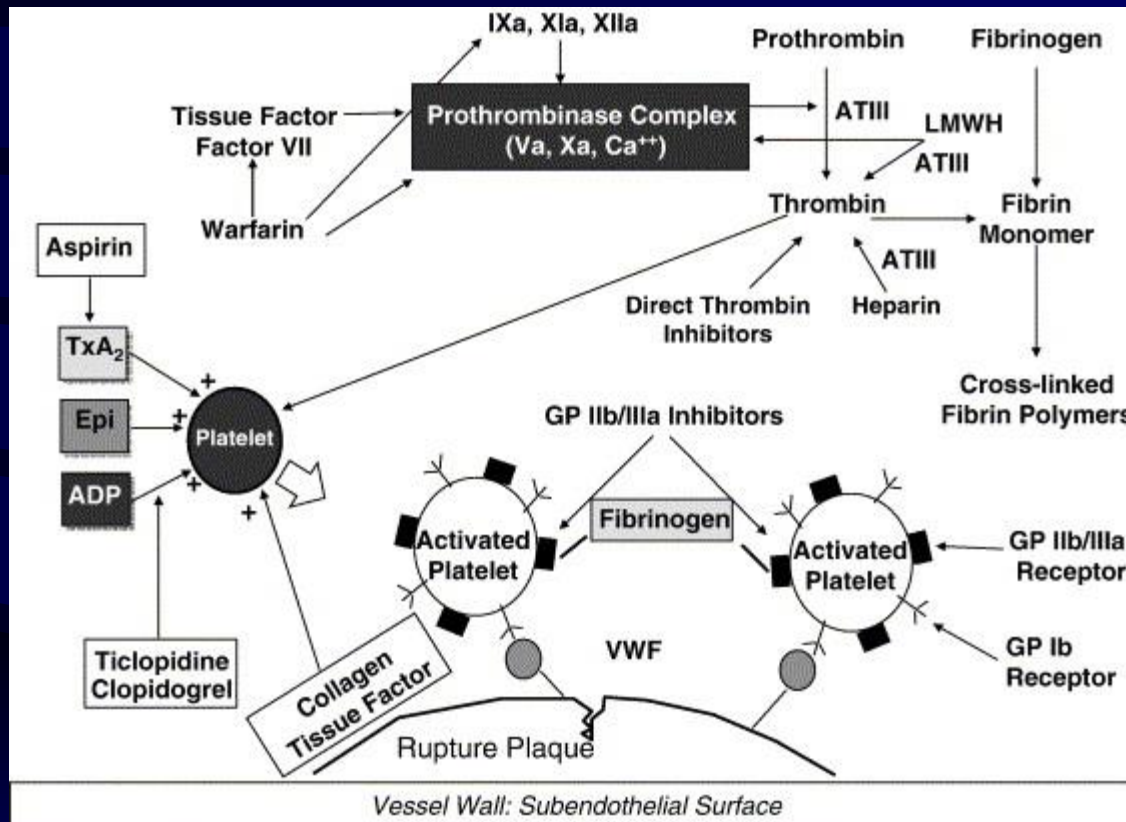 IXa, XIa, XIIa
Prothrombin
Fibrinogen
Tissue Factor
Factor VII
Prothrombinase Complex
(Va, Xa, Ca⁺⁺)
ATIII
LMWH
ATIII
Warfarin
Thrombin
Fibrin
Monomer
Aspirin
ATIII
Direct Thrombin
Inhibitors
Heparin
TxA₂
+
Cross-linked
Fibrin Polymers
Epi
+
Platelet
GP IIb/IIIa Inhibitors
ADP
+
+
Fibrinogen
Activated
Platelet
Activated
Platelet
GP IIb/IIIa
Receptor
Ticlopidine
Clopidogrel
Collagen
Tissue Factor
VWF
GP Ib
Receptor
Rupture Plaque
Vessel Wall: Subendothelial Surface